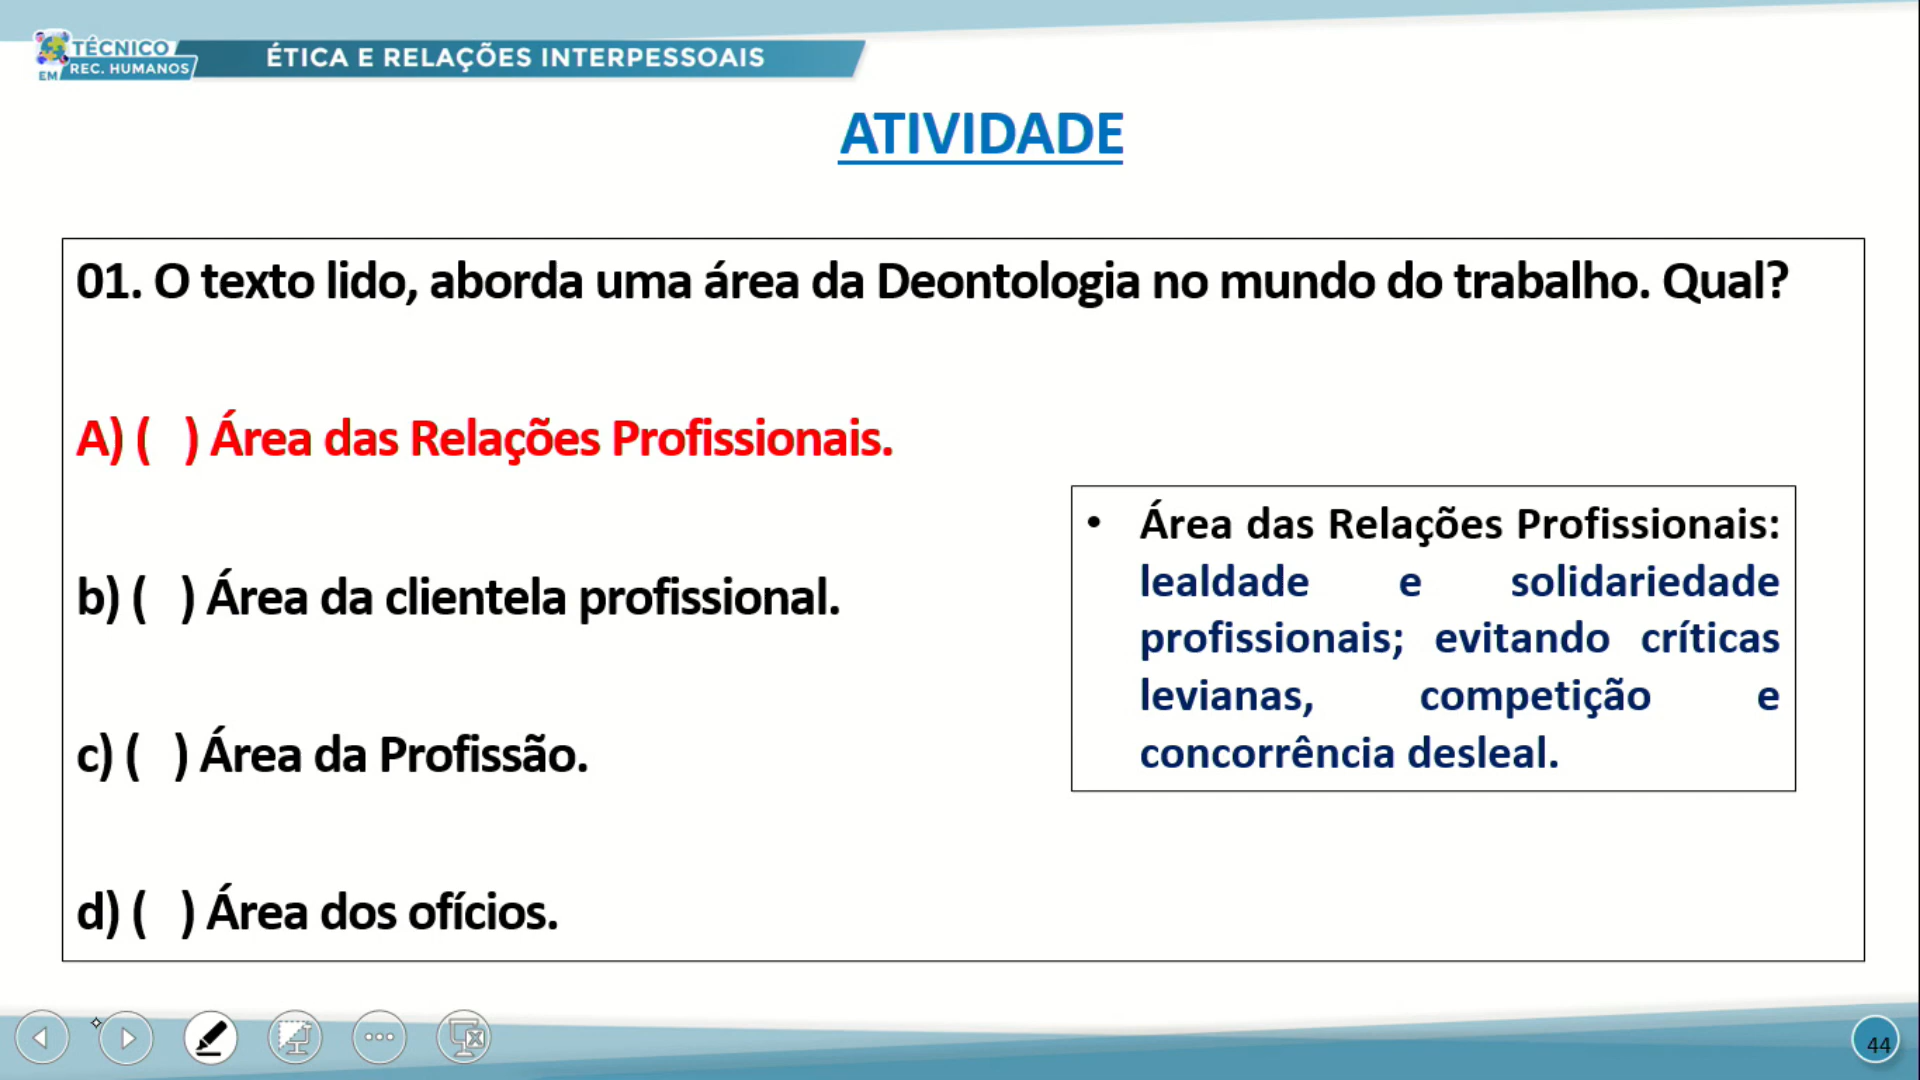 TÉCNICO
EM REC. HUMANOS
ÉTICA E RELAÇÕES INTERPESSOAIS
ATIVIDADE
01. O texto lido, aborda uma área da Deontologia no mundo do trabalho. Qual?
A) ( ) Área das Relações Profissionais.
b) ( ) Área da clientela profissional.
c) ( ) Área da Profissão.
d) ( ) Área dos ofícios.
• Área das Relações Profissionais:
lealdade e solidariedade
profissionais; evitando críticas
levianas, competição e
concorrência desleal.
44